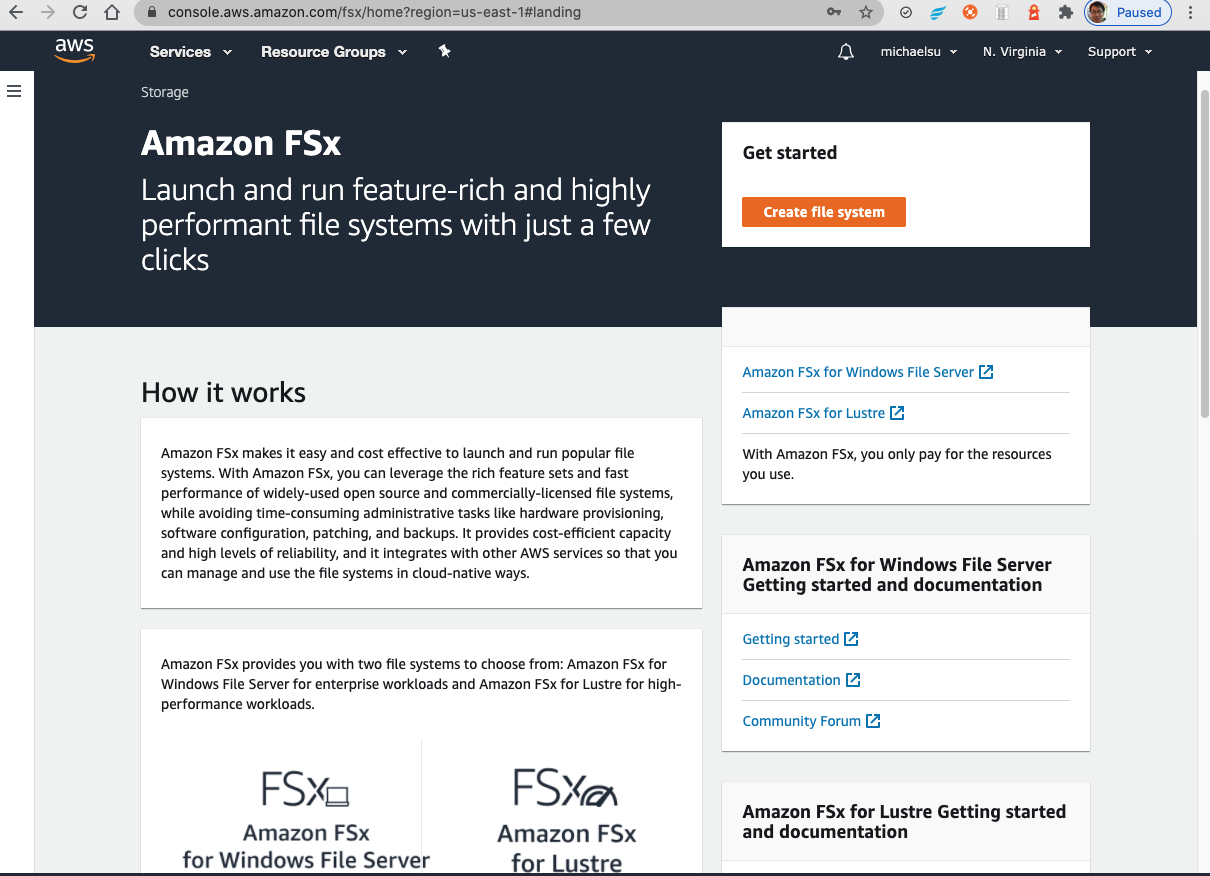 console.aws.amazon.com/fsx/home?region=us-east-1#landing
Paused
aws
Services
Resource Groups
michaelsu
N. Virginia
Support
Storage
Amazon FSx
Launch and run feature-rich and highly
performant file systems with just a few
clicks
Get started
Create file system
Amazon FSx for Windows File Server
Amazon FSx for Lustre
With Amazon FSx, you only pay for the resources
you use.
How it works
Amazon FSx makes it easy and cost effective to launch and run popular file
systems. With Amazon FSx, you can leverage the rich feature sets and fast
performance of widely-used open source and commercially-licensed file systems,
while avoiding time-consuming administrative tasks like hardware provisioning,
software configuration, patching, and backups. It provides cost-efficient capacity
and high levels of reliability, and it integrates with other AWS services so that you
can manage and use the file systems in cloud-native ways.
Amazon FSx for Windows File Server
Getting started and documentation
Getting started
Documentation
Community Forum
Amazon FSx provides you with two file systems to choose from: Amazon FSx for
Windows File Server for enterprise workloads and Amazon FSx for Lustre for high-
performance workloads.
FSx
Amazon FSx
for Windows File Server
FSx
Amazon FSx
for Lustre
Amazon FSx for Lustre Getting started
and documentation